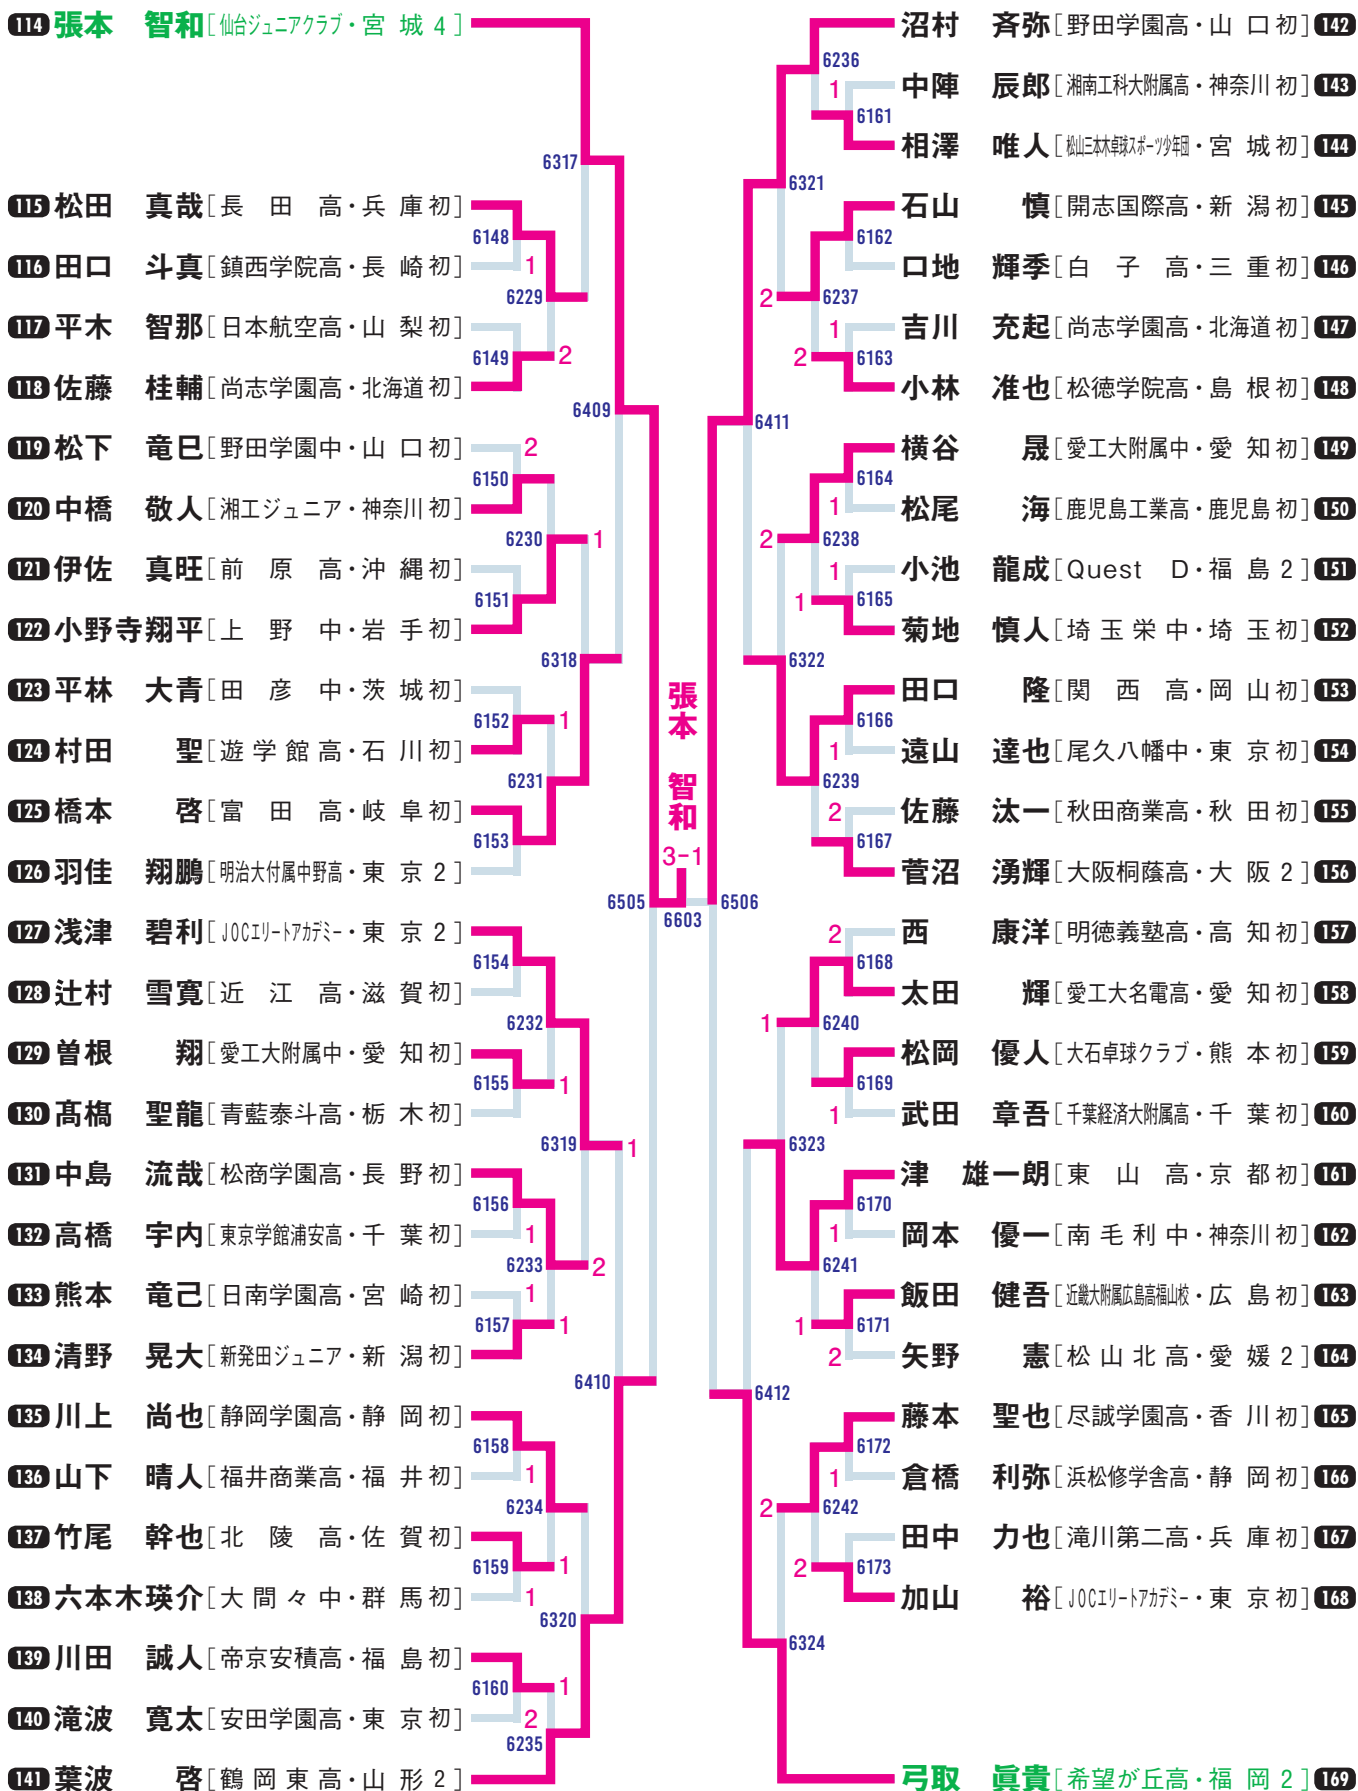 114 張本 智和[仙台ジュニアクラブ・宮 城 4]
6317
115 松田 真哉[長 田 高・兵 庫 初]
6148
116 田口 斗真[鎮西学院高・長 崎 初] 1
6229
117 平木 智那[日本航空高・山 梨 初]
6149 2
118 佐藤 桂輔[尚志学園高・北海道 初]
6409
119 松下 竜巳[野田学園中・山 口 初] 2
6150
120 中橋 敬人[湘工ジュニア・神奈川 初]
6230 1
121 伊佐 真旺[前 原 高・沖 縄 初]
6151
122 小野寺翔平[上 野 中・岩 手 初]
6318
123 平林 大青[田 彦 中・茨 城 初]
6152 1
124 村田 聖[遊 学 館 高・石 川 初]
6231
125 橋本 啓[富 田 高・岐 阜 初]
6153
126 羽佳 翔鵬[明治大付属中野高・東 京 2]
6505
127 浅津 碧利[JOCエリートアカデミー・東 京 2]
6154
128 辻村 雪寛[近 江 高・滋 賀 初]
6232
129 曽根 翔[愛工大附属中・愛 知 初]
6155 1
130 髙橋 聖龍[青藍泰斗高・栃 木 初]
6319 1
131 中島 流哉[松商学園高・長 野 初]
6156
132 高橋 宇内[東京学館浦安高・千 葉 初] 1
6233 2
133 熊本 竜己[日南学園高・宮 崎 初] 1
6157 1
134 清野 晃大[新発田ジュニア・新 潟 初]
6410
135 川上 尚也[静岡学園高・静 岡 初]
6158
136 山下 晴人[福井商業高・福 井 初] 1
6234
137 竹尾 幹也[北 陵 高・佐 賀 初]
6159 1
138 六本木瑛介[大 間 々 中・群 馬 初] 1
6320
139 川田 誠人[帝京安積高・福 島 初]
6160 1
140 滝波 寛太[安田学園高・東 京 初] 2
6235
141 葉波 啓[鶴 岡 東 高・山 形 2]
張本 智和
3-1
6603
沼村 斉弥[野田学園高・山 口 初] 142
6236
1 中陣 辰郎[湘南工科大附属高・神奈川 初] 143
6161
相澤 唯人[松山三本木卓球スポーツ少年団・宮 城 初] 144
6321
石山 慎[開志国際高・新 潟 初] 145
6162
口地 輝季[白 子 高・三 重 初] 146
2 6237
1 吉川 充起[尚志学園高・北海道 初] 147
2 6163
小林 准也[松徳学院高・島 根 初] 148
6411
横谷 晟[愛工大附属中・愛 知 初] 149
6164
1 松尾 海[鹿児島工業高・鹿児島 初] 150
2 6238
1 小池 龍成[Quest D・福 島 2] 151
1 6165
菊地 慎人[埼 玉 栄 中・埼 玉 初] 152
6322
田口 隆[関 西 高・岡 山 初] 153
6166
1 遠山 達也[尾久八幡中・東 京 初] 154
6239
2 佐藤 汰一[秋田商業高・秋 田 初] 155
6167
菅沼 湧輝[大阪桐蔭高・大 阪 2] 156
6506
2 西 康洋[明徳義塾高・高 知 初] 157
6168
太田 輝[愛工大名電高・愛 知 初] 158
1 6240
松岡 優人[大石卓球クラブ・熊 本 初] 159
6169
1 武田 章吾[千葉経済大附属高・千 葉 初] 160
6323
津 雄一朗[東 山 高・京 都 初] 161
6170
1 岡本 優一[南 毛 利 中・神奈川 初] 162
6241
飯田 健吾[近畿大附属広島高福山校・広 島 初] 163
1 6171
2 矢野 憲[松 山 北 高・愛 媛 2] 164
6412
藤本 聖也[尽誠学園高・香 川 初] 165
6172
1 倉橋 利弥[浜松修学舎高・静 岡 初] 166
2 6242
田中 力也[滝川第二高・兵 庫 初] 167
2 6173
加山 裕[JOCエリートアカデミー・東 京 初] 168
6324
弓取 眞貴[希望が丘高・福 岡 2] 169